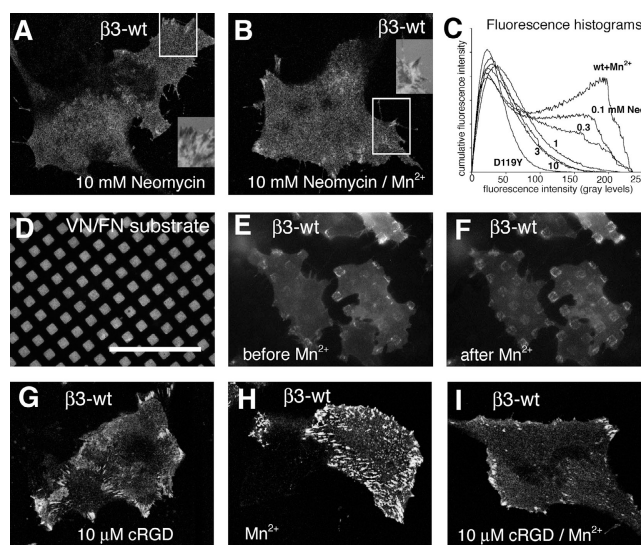 A
β3-wt
10 mM Neomycin
B
β3-wt
10 mM Neomycin / Mn²⁺
C
Fluorescence histograms
cumulative fluorescence intensity
wt+Mn²⁺
0.1 mM Neo
0.3
1
3
10
D119Y
0 50 100 150 200
fluorescence intensity (gray levels)
D
VN/FN substrate
E
β3-wt
before Mn²⁺
F
β3-wt
after Mn²⁺
G
β3-wt
10 μM cRGD
H
β3-wt
Mn²⁺
I
β3-wt
10 μM cRGD / Mn²⁺